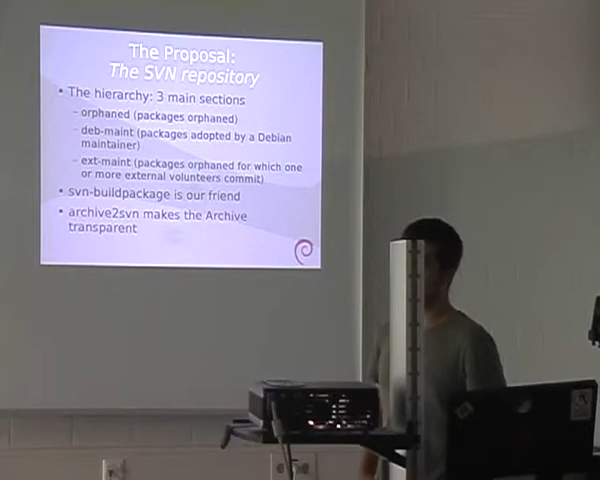 The Proposal:
The SVN repository
• The hierarchy: 3 main sections
– orphaned (packages orphaned)
– deb-maint (packages adopted by a Debian
maintainer)
– ext-maint (packages orphaned for which one
or more external volunteers commit)
• svn-buildpackage is our friend
• archive2svn makes the Archive
transparent